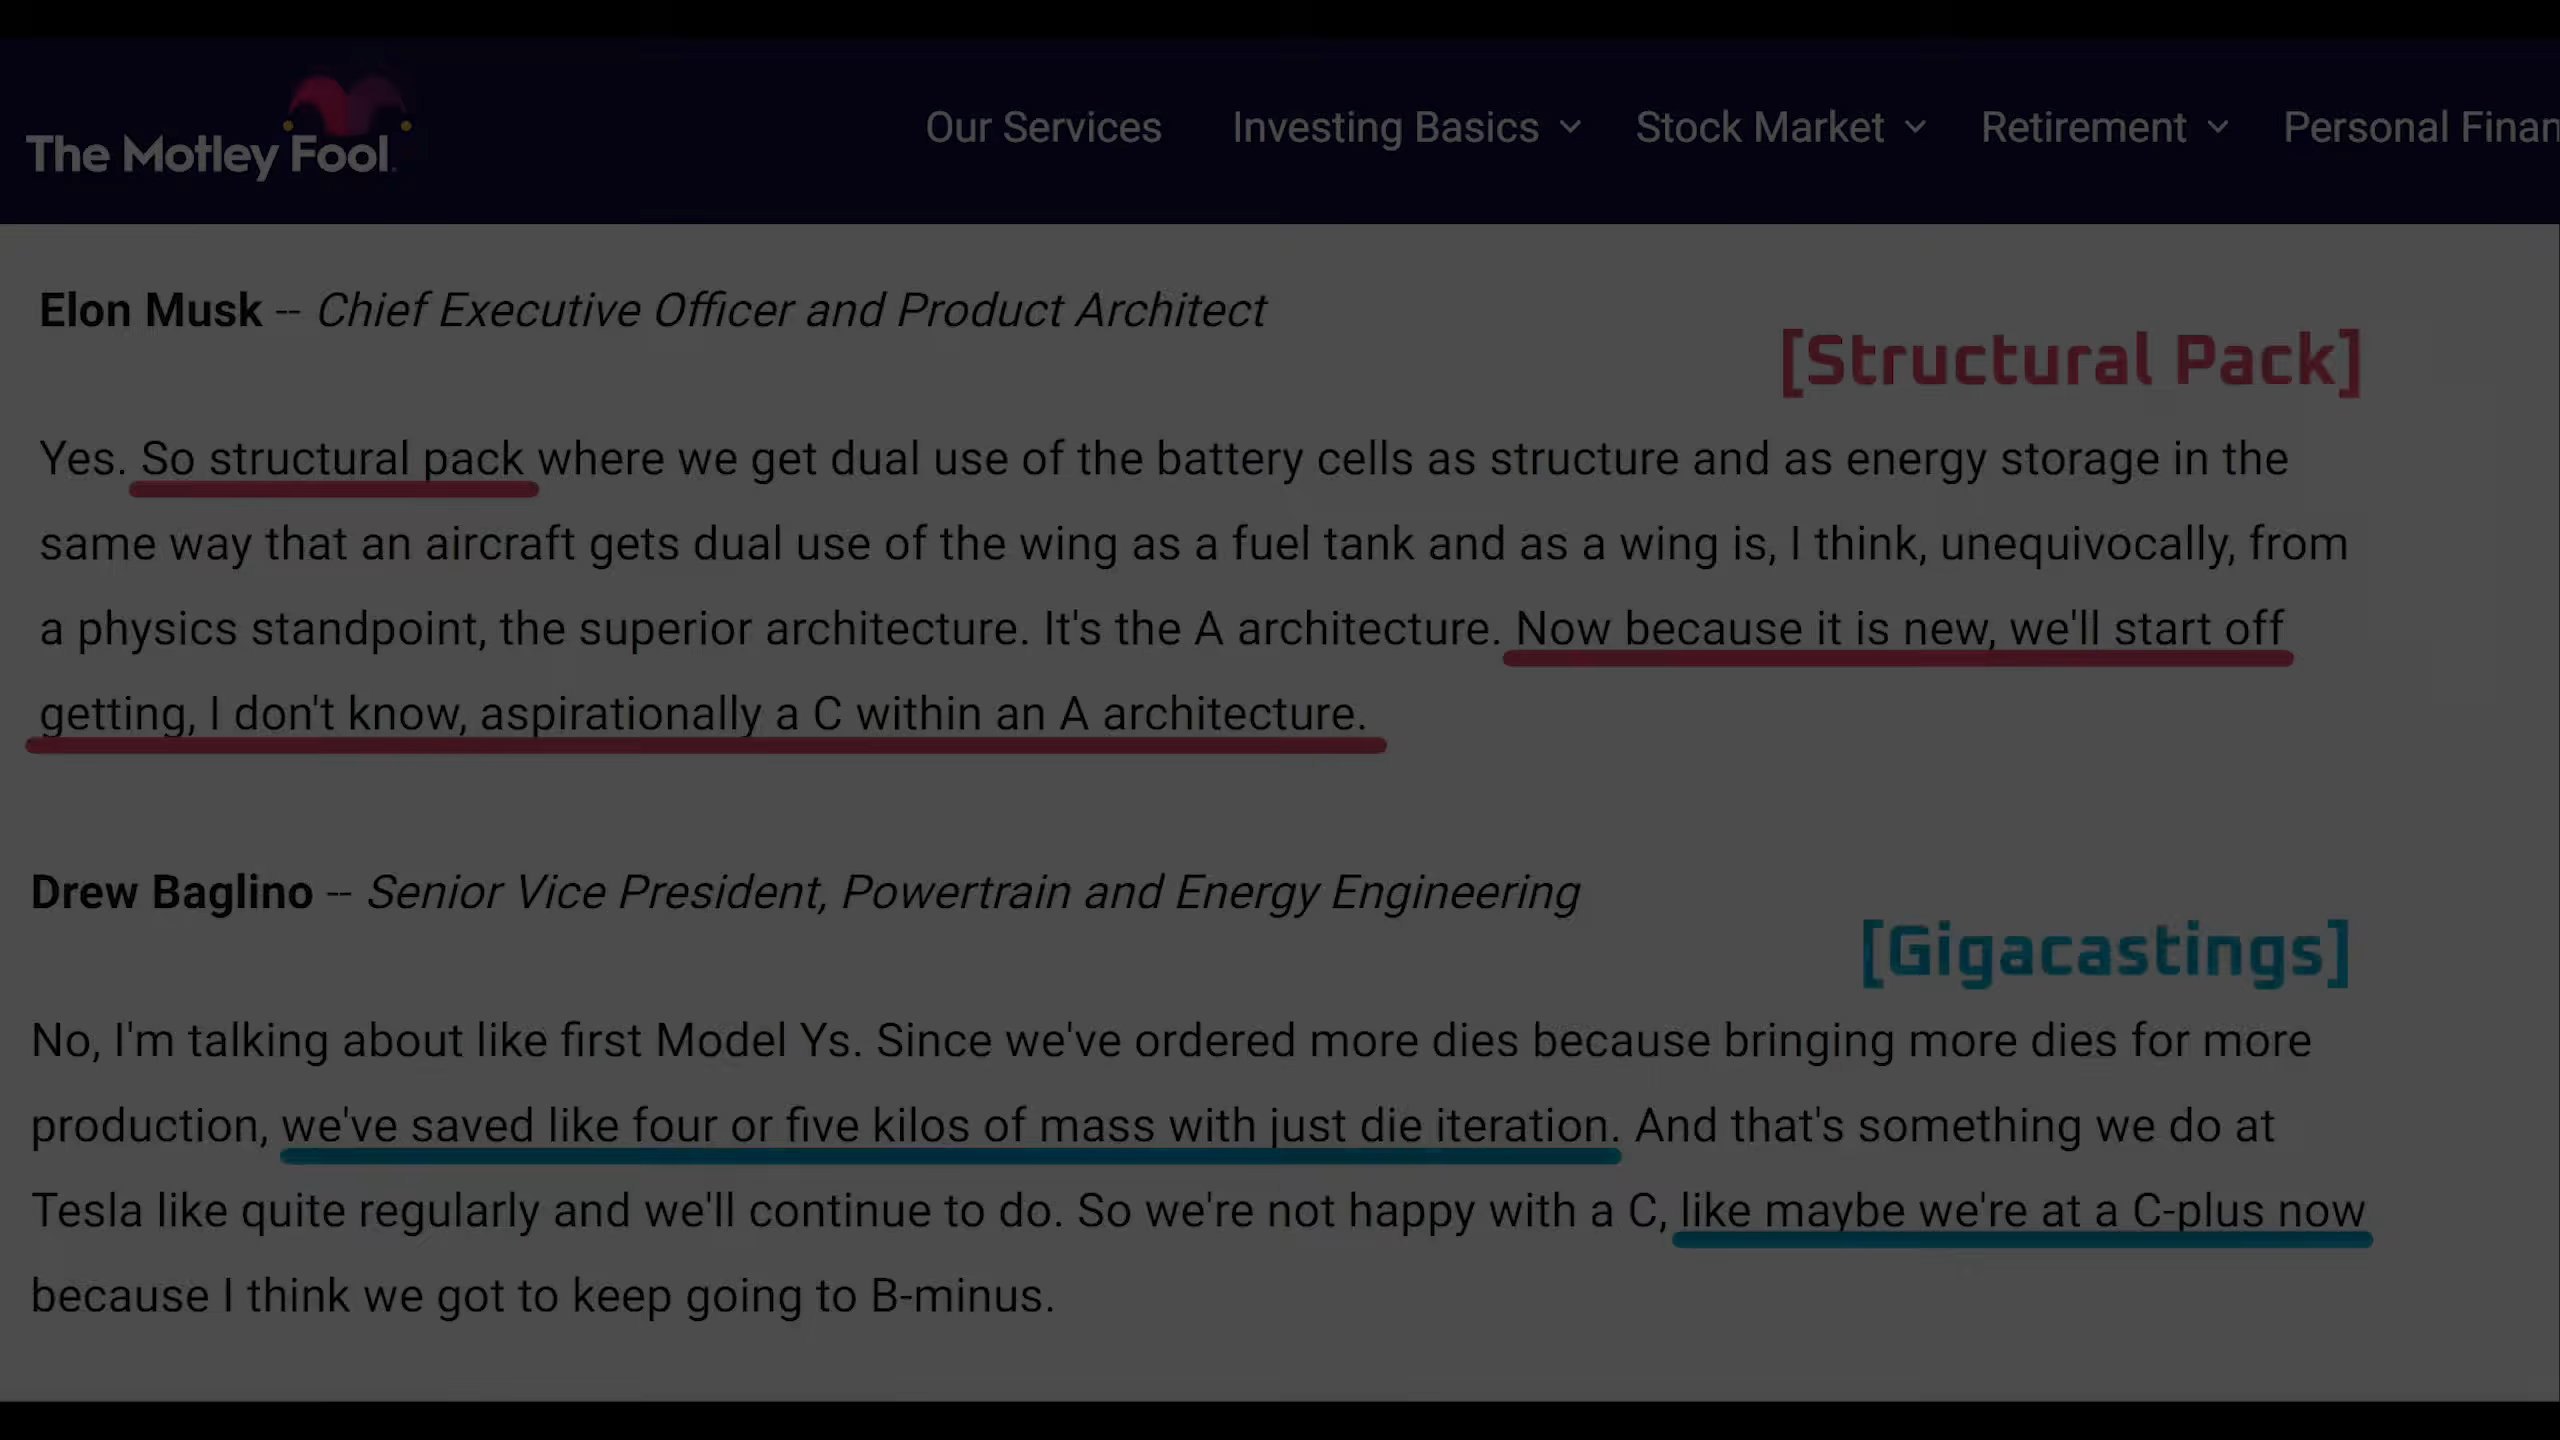 The Motley Fool.
Our Services Investing Basics Stock Market Retirement Personal Finan
Elon Musk -- Chief Executive Officer and Product Architect
[Structural Pack]
Yes. So structural pack where we get dual use of the battery cells as structure and as energy storage in the
same way that an aircraft gets dual use of the wing as a fuel tank and as a wing is, I think, unequivocally, from
a physics standpoint, the superior architecture. It's the A architecture. Now because it is new, we'll start off
getting, I don't know, aspirationally a C within an A architecture.
Drew Baglino -- Senior Vice President, Powertrain and Energy Engineering
[Gigacastings]
No, I'm talking about like first Model Ys. Since we've ordered more dies because bringing more dies for more
production, we've saved like four or five kilos of mass with just die iteration. And that's something we do at
Tesla like quite regularly and we'll continue to do. So we're not happy with a C, like maybe we're at a C-plus now
because I think we got to keep going to B-minus.